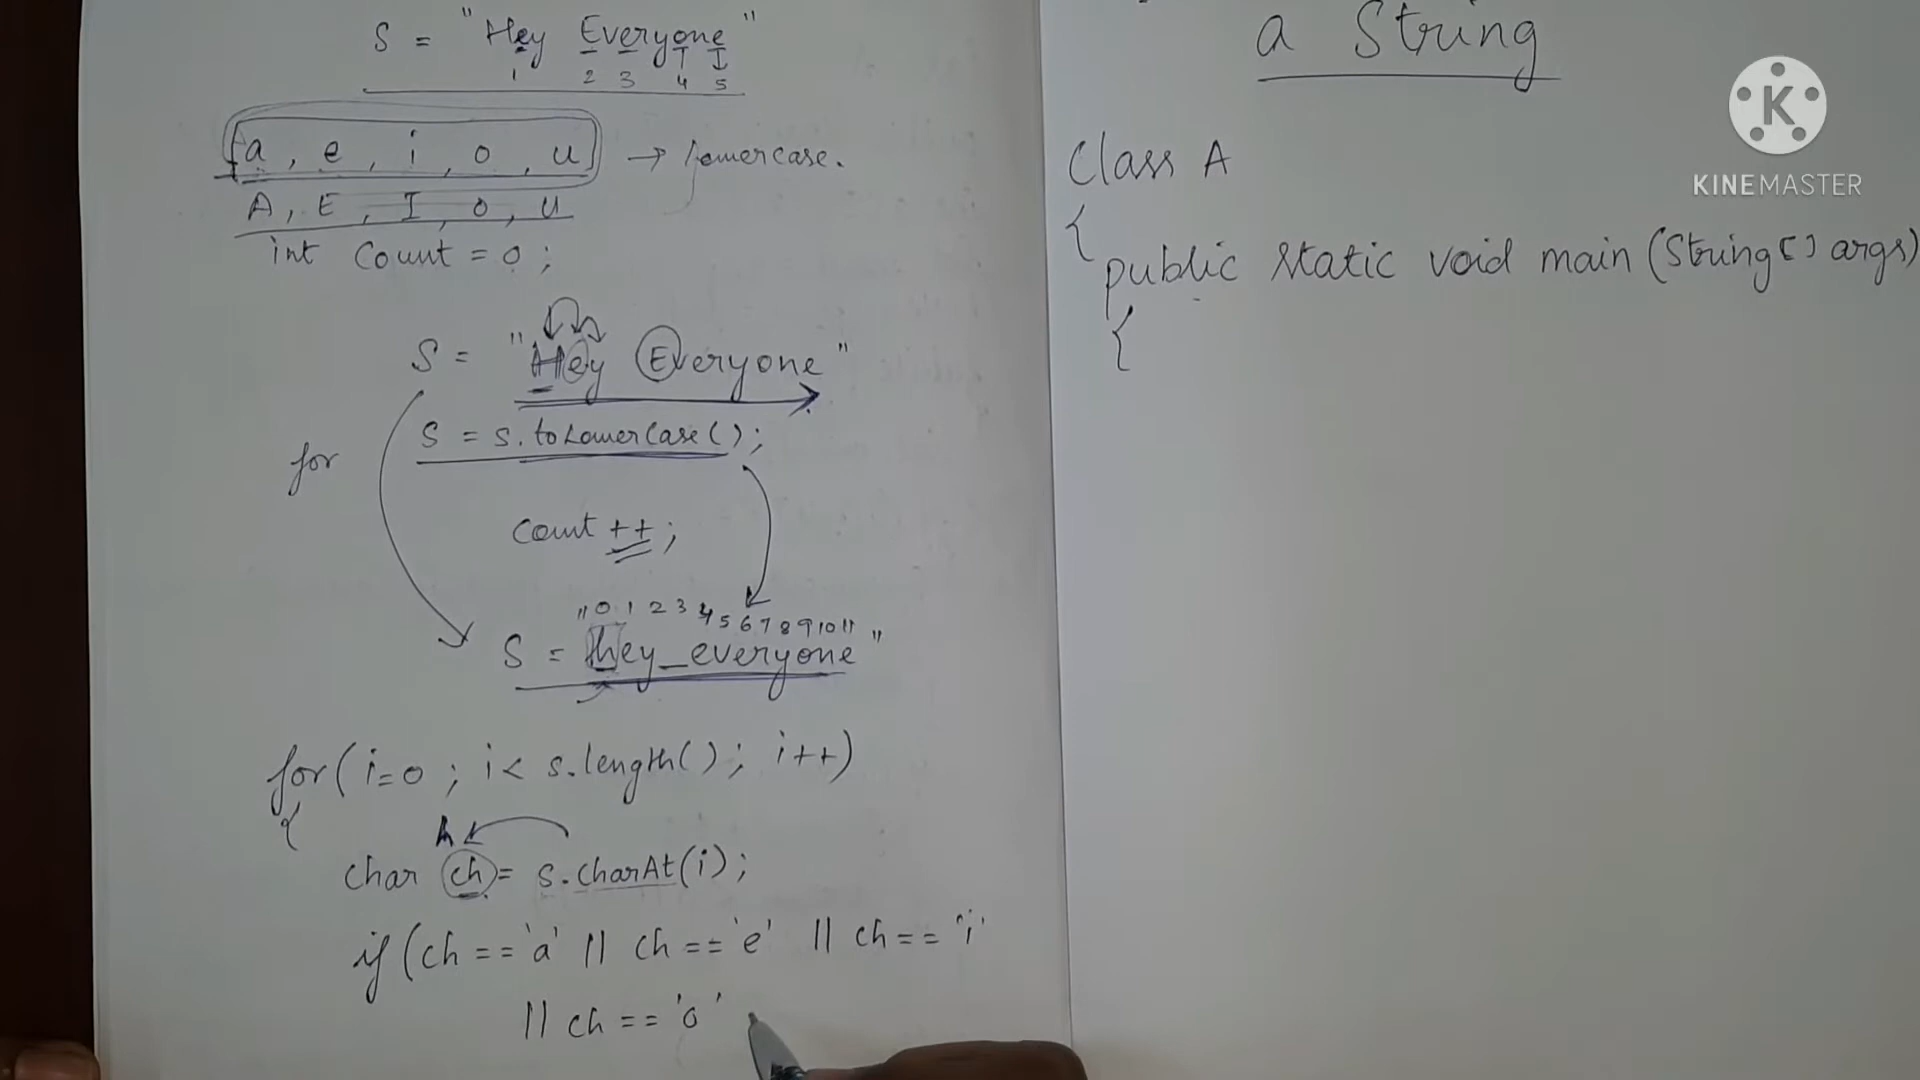 S = "Hey Everyone"
1 2 3 4 5
a, e, i, o, u → lowercase.
A, E, I, O, U
int Count = 0;
S = "Hey Everyone"
S = s.toLowerCase();
for
Count ++;
0 1 2 3 4 5 6 7 8 9 10 11
S = "hey_everyone"
for(i=0; i< s.length(); i++)
{
h
char ch = s.charAt(i);
if(ch == 'a' || ch == 'e' || ch == 'i'
|| ch == 'o'
a String
Class A
{
public static void main(String[] args)
{
K
KINEMASTER